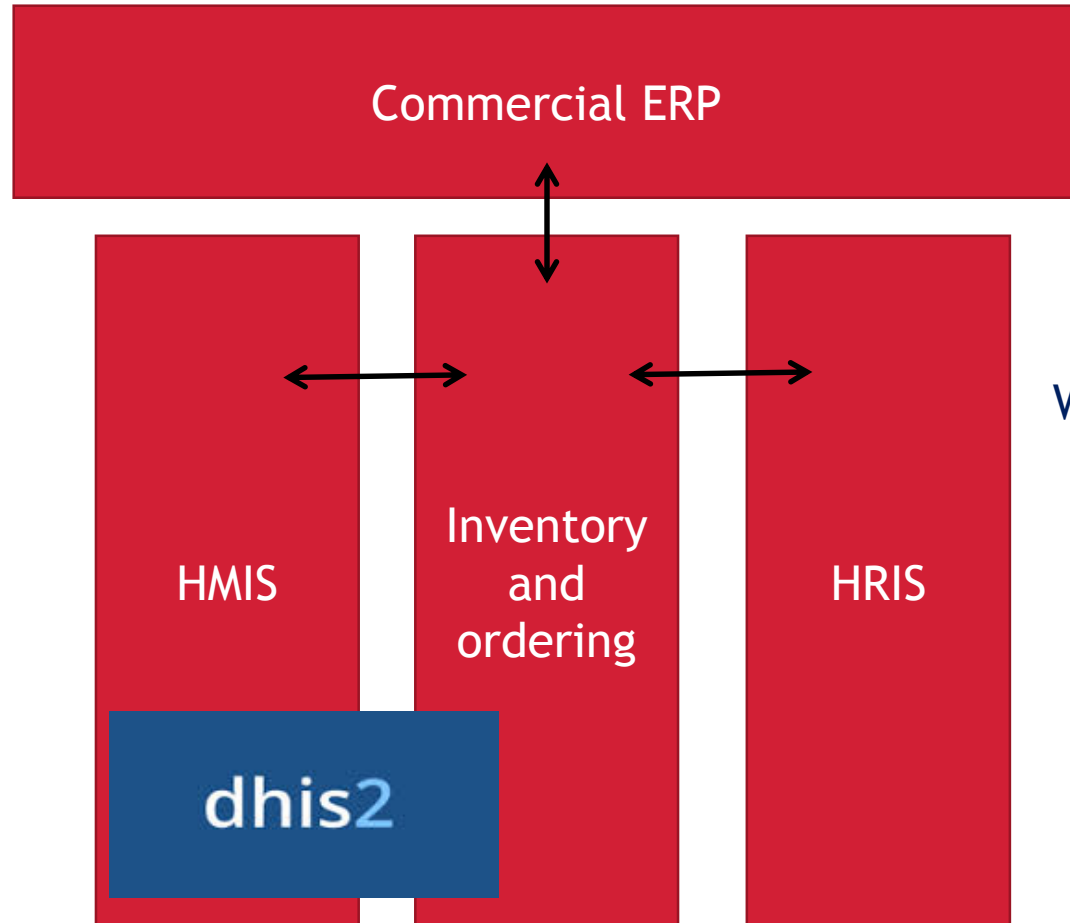 Commercial ERP
HMIS
Inventory
and
ordering
HRIS
dhis2